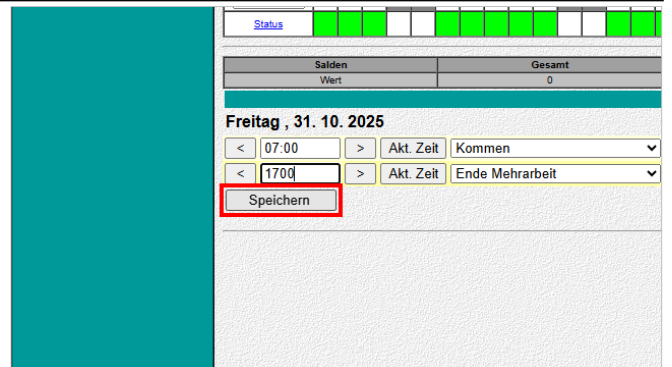 Status
Salden Gesamt
Wert 0
Freitag , 31. 10. 2025
< 07:00 > Akt. Zeit Kommen
< 1700 > Akt. Zeit Ende Mehrarbeit
Speichern